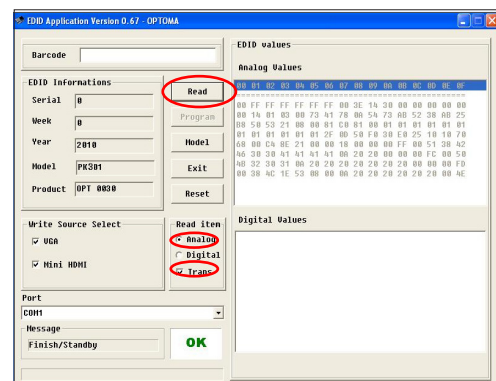 EDID Application Version 0.67 - OPTOMA
Barcode
EDID Informations
Serial 0
Week 0
Year 2010
Model PK301
Product OPT 0030
Read
Program
Model
Exit
Reset
Write Source Select
VGA
Mini HDMI
Read item
Analog
Digital
Trans
Port
COM1
Message
Finish/Standby
OK
EDID values
Analog Values
00 01 02 03 04 05 06 07 08 09 0A 0B 0C 0D 0E 0F
00 FF FF FF FF FF FF 00 3E 14 30 00 00 00 00 00
00 14 01 03 08 73 41 78 0A 54 73 AD 52 38 AB 25
0B 50 53 21 08 00 81 C0 81 00 01 01 01 01 01 01
01 01 01 01 01 01 2F 0D 50 F0 30 E0 25 10 10 70
68 00 C4 8E 21 00 00 18 00 00 00 FF 00 51 38 42
46 30 30 41 41 41 41 0A 20 20 00 00 00 FC 00 50
4B 32 30 31 0A 20 20 20 20 20 20 20 00 00 00 FD
00 38 4C 1E 53 08 00 0A 20 20 20 20 20 20 00 4E
Digital Values